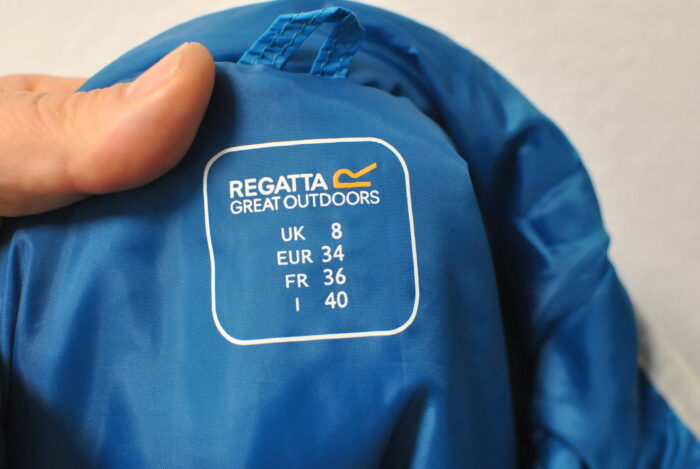 REGATTA
GREAT OUTDOORS
UK 8
EUR 34
FR 36
I 40